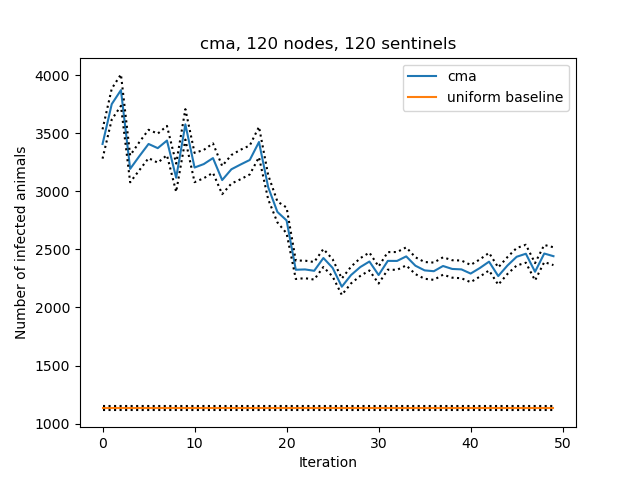 cma, 120 nodes, 120 sentinels
cma
uniform baseline
Number of infected animals
4000
3500
3000
2500
2000
1500
1000
0 10 20 30 40 50
Iteration